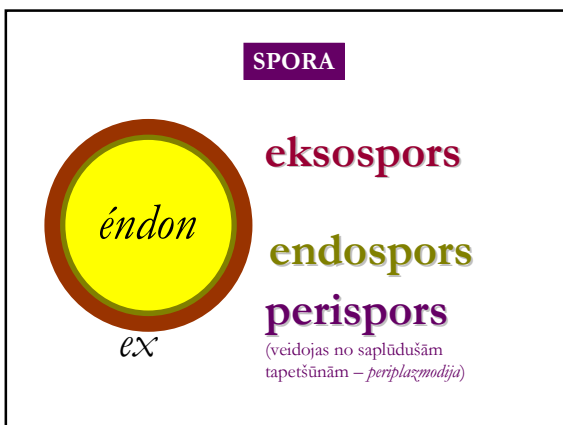 SPORA
eksospors
éndon
endospors
perispors
ex
(veidojas no saplūdušām
tapetšūnām – periplazmodija)